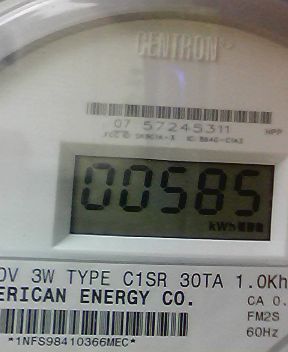 CENTRON
07 57245311 NPP
00585
kWh
0V 3W TYPE C1SR 30TA 1.0Kh
ERICAN ENERGY CO. CA 0.
FM2S
*1NFS98410366MEC* 60Hz